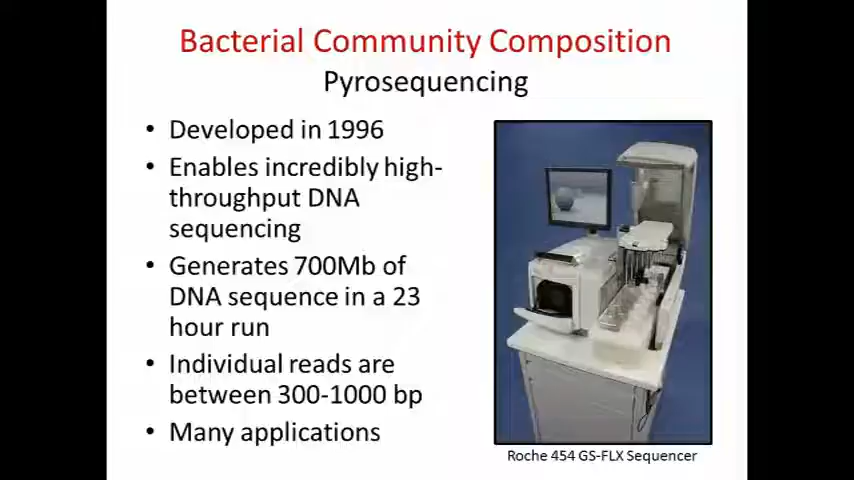 Bacterial Community Composition
Pyrosequencing
• Developed in 1996
• Enables incredibly high-
throughput DNA
sequencing
• Generates 700Mb of
DNA sequence in a 23
hour run
• Individual reads are
between 300-1000 bp
• Many applications
Roche 454 GS-FLX Sequencer